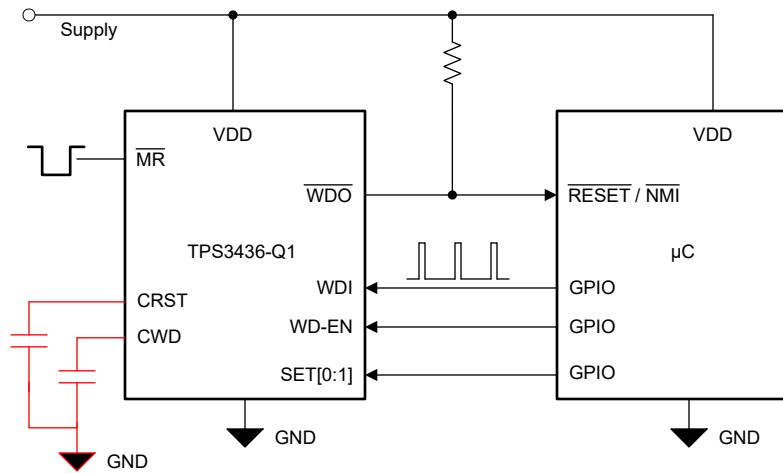 Supply
VDD
VDD
MR
WDO
RESET / NMI
TPS3436-Q1
µC
WDI
GPIO
CRST
WD-EN
GPIO
CWD
SET[0:1]
GPIO
GND
GND
GND